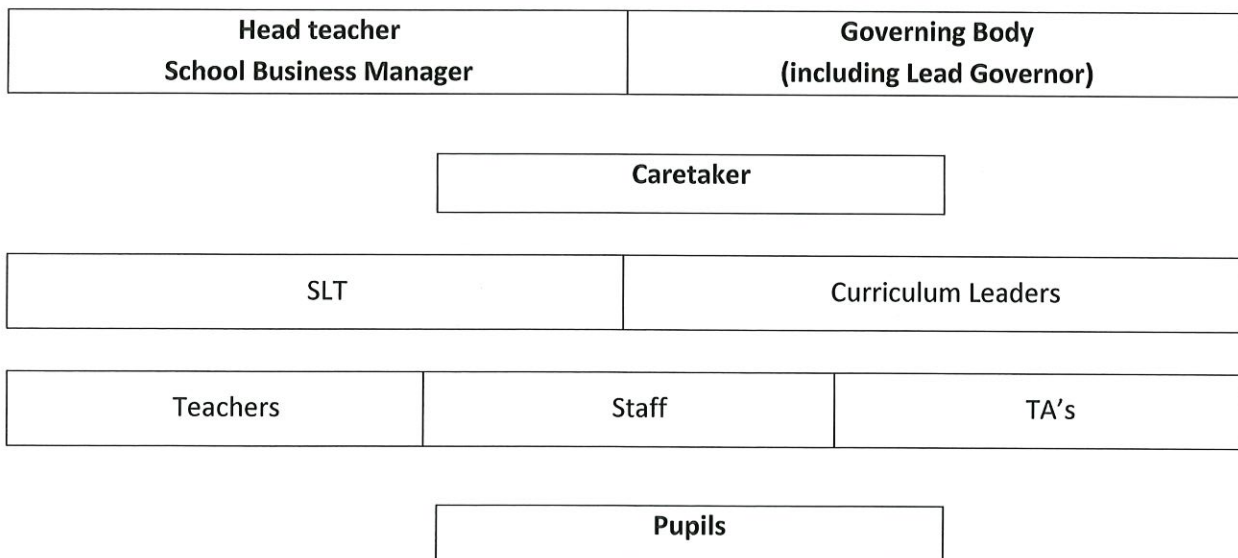 Head teacher
School Business Manager
Governing Body
(including Lead Governor)
Caretaker
SLT
Curriculum Leaders
Teachers
Staff
TA's
Pupils